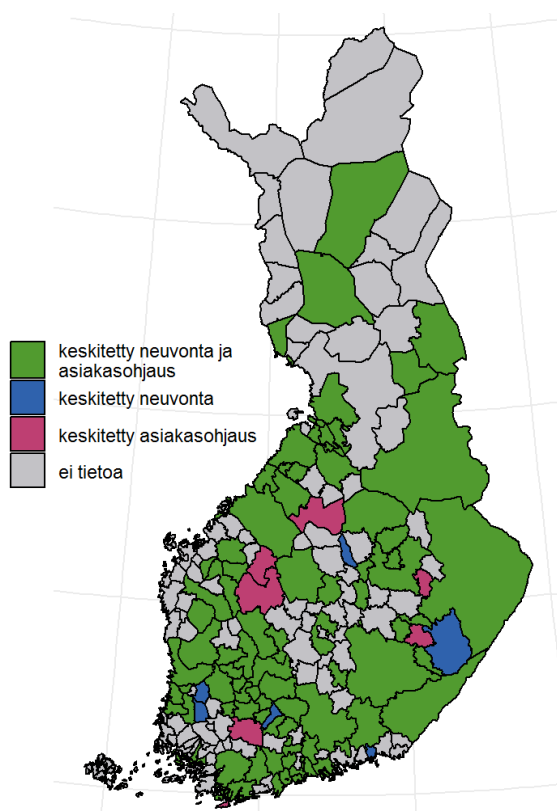 keskitetty neuvonta ja
asiakasohjaus
keskitetty neuvonta
keskitetty asiakasohjaus
ei tietoa